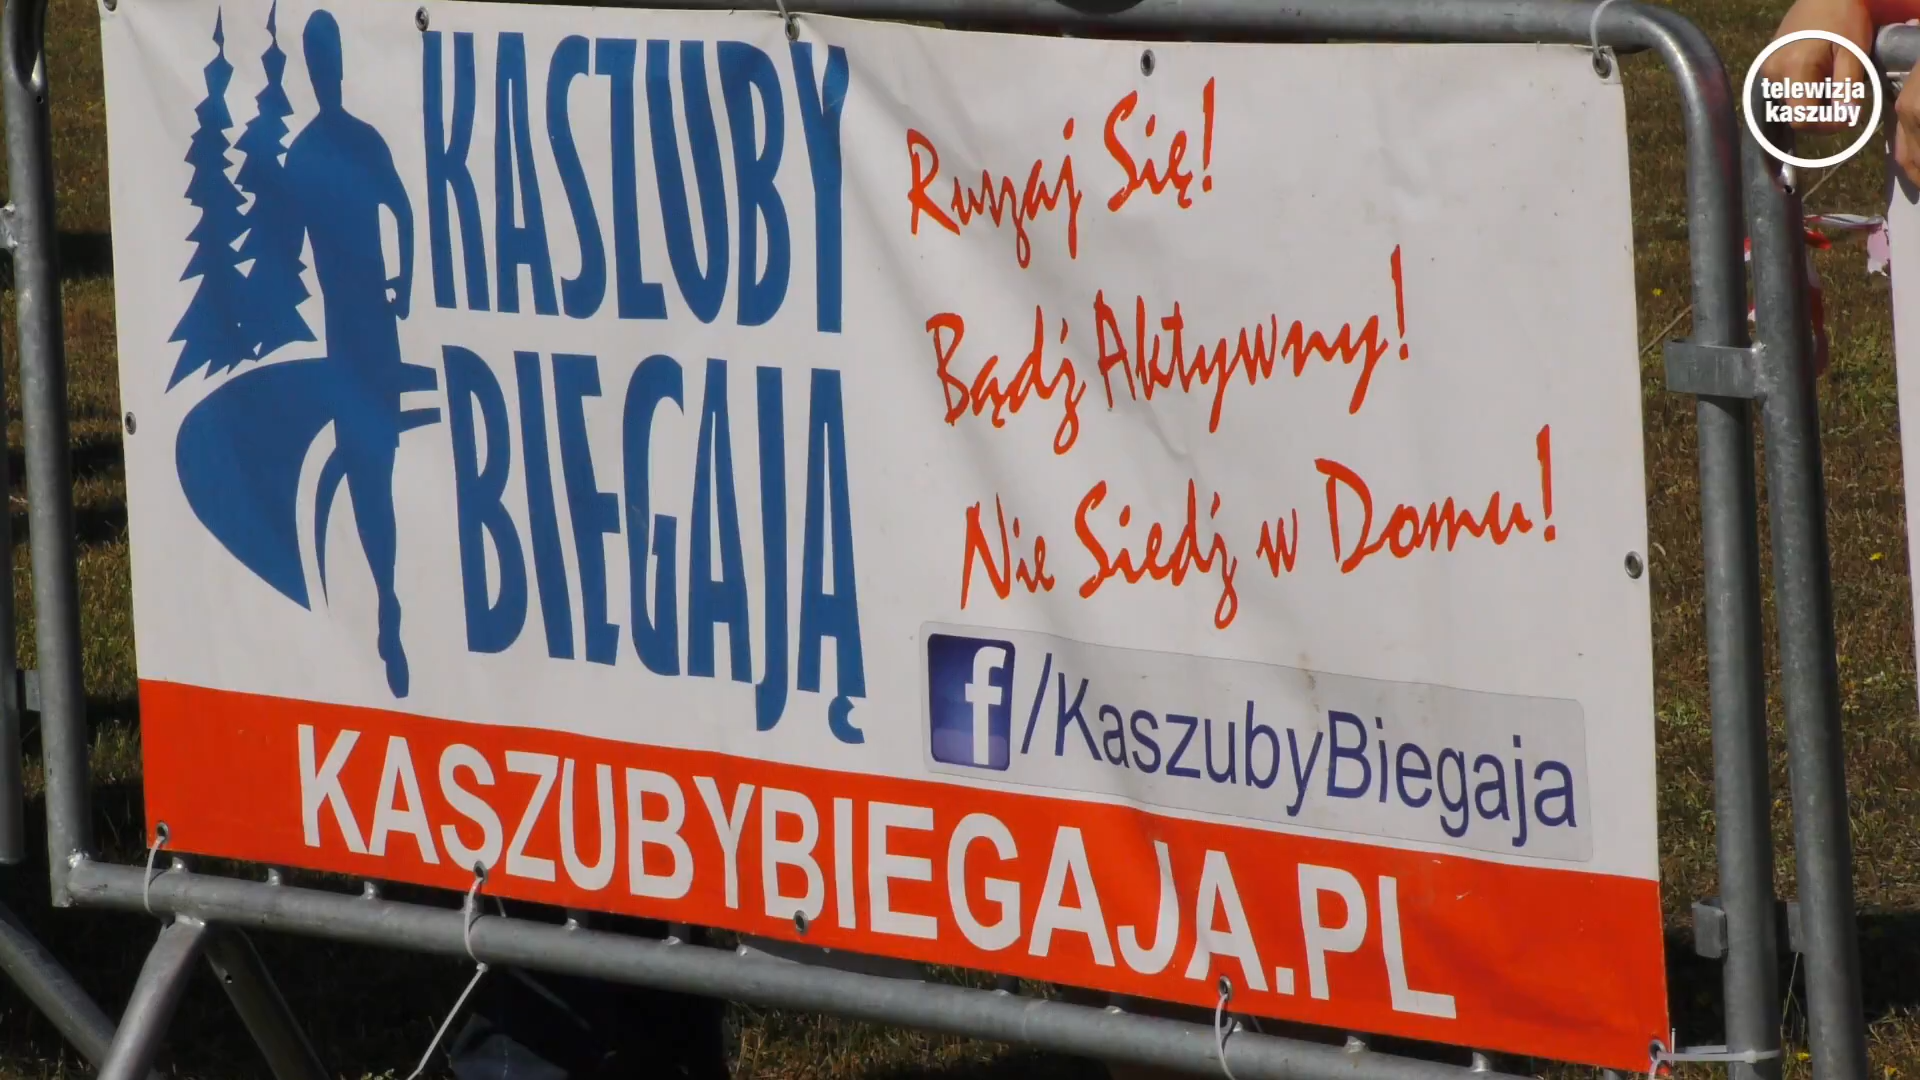 KASZUBY
BIEGAJĄ
Ruszaj Się!
Bądź Aktywny!
Nie Siedź w Domu!
f/KaszubyBiegaja
KASZUBYBIEGAJA.PL
telewizja
kaszuby